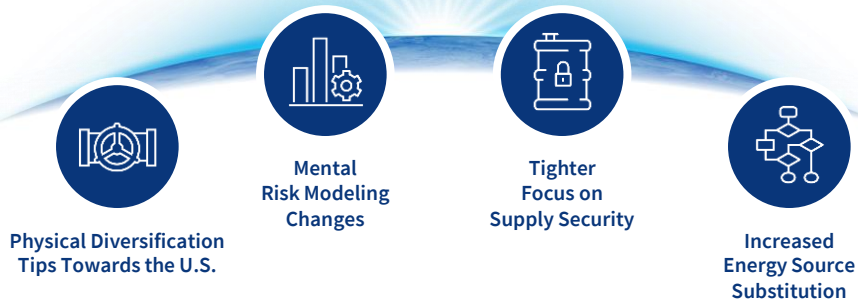 Physical Diversification
Tips Towards the U.S.
Mental
Risk Modeling
Changes
Tighter
Focus on
Supply Security
Increased
Energy Source
Substitution